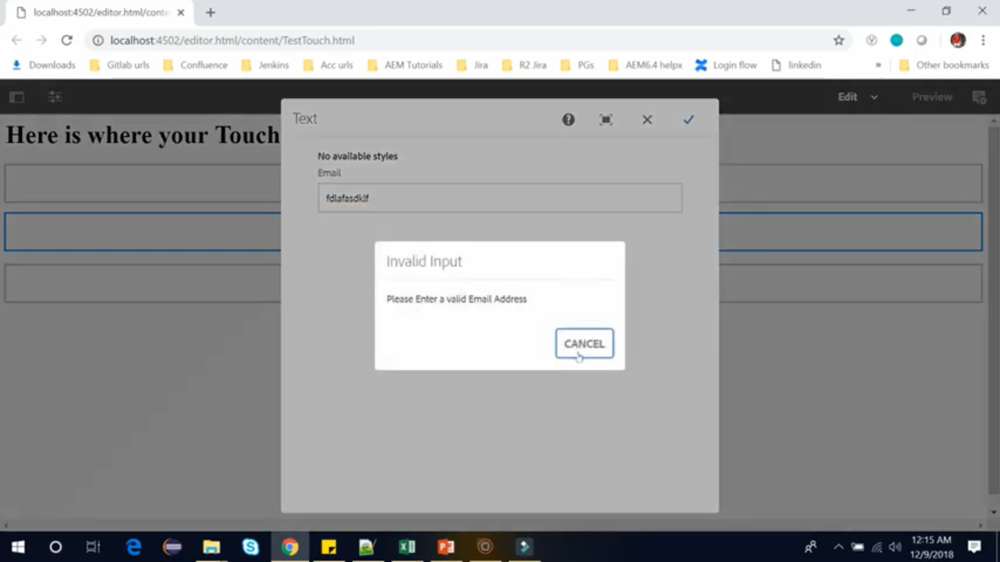 localhost:4502/editor.html/conte
localhost:4502/editor.html/content/TestTouch.html
Downloads Gitlab urls Confluence Jenkins Acc urls AEM Tutorials Jira R2 Jira PGs AEM6.4 helpx Login flow linkedin » Other bookmarks
Edit Preview
Text
Here is where your Touch
No available styles
Email
fdlafasdklf
Invalid Input
Please Enter a valid Email Address
CANCEL
12:15 AM
12/9/2018